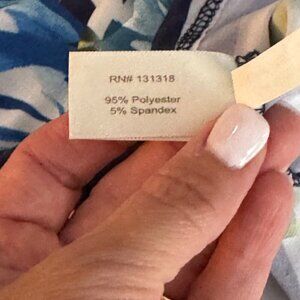 RN# 131318
95% Polyester
5% Spandex